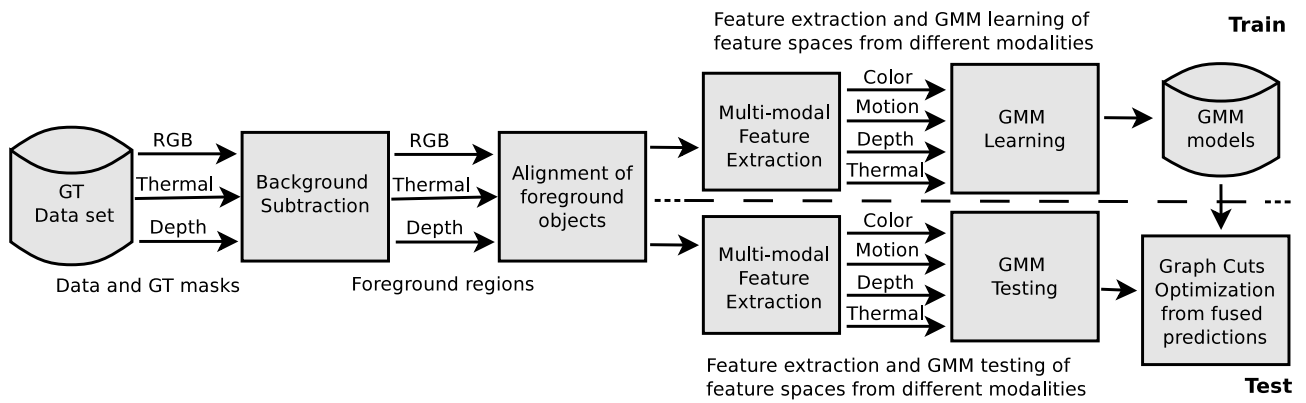 Feature extraction and GMM learning of
feature spaces from different modalities
Train
GT
Data set
RGB
Thermal
Depth
Data and GT masks
Background
Subtraction
RGB
Thermal
Depth
Foreground regions
Alignment of
foreground
objects
Multi-modal
Feature
Extraction
Color
Motion
Depth
Thermal
GMM
Learning
GMM
models
Multi-modal
Feature
Extraction
Color
Motion
Depth
Thermal
GMM
Testing
Graph Cuts
Optimization
from fused
predictions
Feature extraction and GMM testing of
feature spaces from different modalities
Test